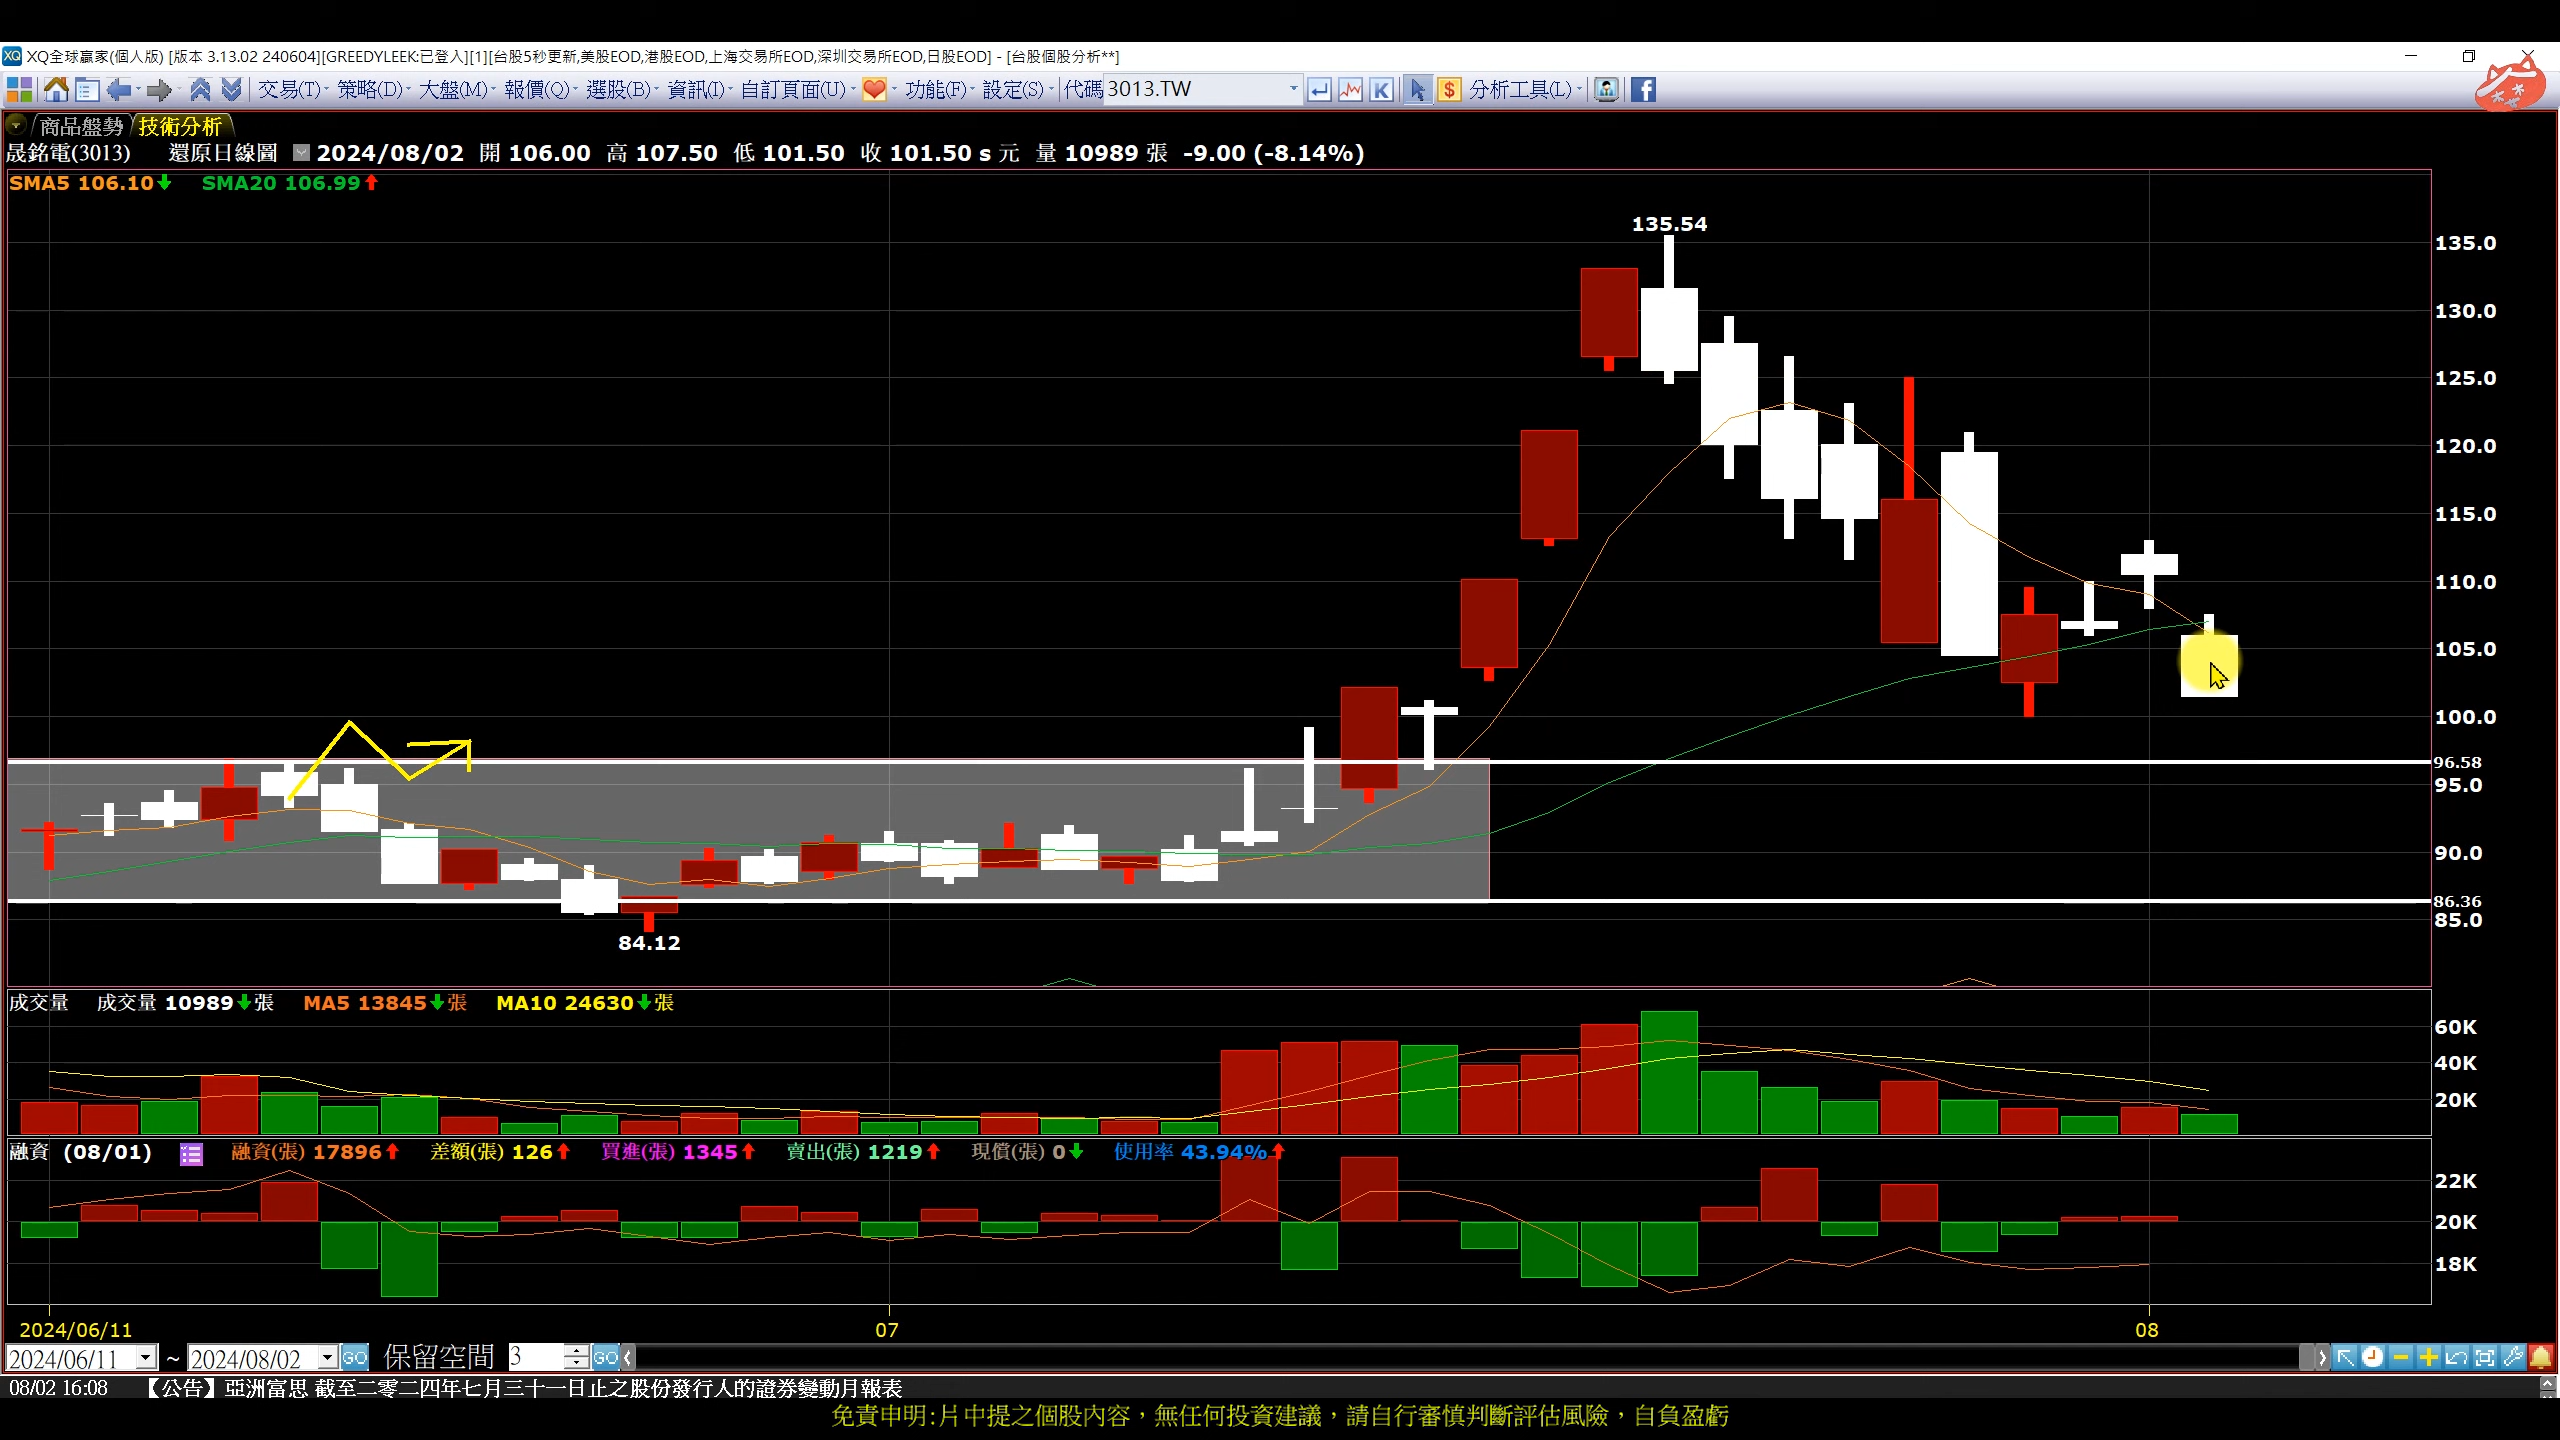 XQ全球贏家(個人版) [版本 3.13.02 240604][GREEDYLEEK:已登入][1][台股5秒更新,美股EOD,港股EOD,上海交易所EOD,深圳交易所EOD,日股EOD] - [台股個股分析**]
交易(T) 策略(D) 大盤(M) 報價(Q) 選股(B) 資訊(I) 自訂頁面(U) 功能(F) 設定(S) 代碼 3013.TW K $ 分析工具(L)
商品盤勢 技術分析
晟銘電(3013) 還原日線圖 2024/08/02 開 106.00 高 107.50 低 101.50 收 101.50 s 元 量 10989 張 -9.00 (-8.14%)
SMA5 106.10 SMA20 106.99
135.54
135.0
130.0
125.0
120.0
115.0
110.0
105.0
100.0
96.58
95.0
90.0
86.36
85.0
84.12
成交量 成交量 10989 張 MA5 13845 張 MA10 24630 張
60K
40K
20K
融資 (08/01) 融資(張) 17896 差額(張) 126 買進(張) 1345 賣出(張) 1219 現償(張) 0 使用率 43.94%
22K
20K
18K
2024/06/11 07 08
2024/06/11 ~ 2024/08/02 GO 保留空間 3 GO
08/02 16:08 【公告】亞洲富思 截至二零二四年七月三十一日止之股份發行人的證券變動月報表
免責申明:片中提之個股內容，無任何投資建議，請自行審慎判斷評估風險，自負盈虧